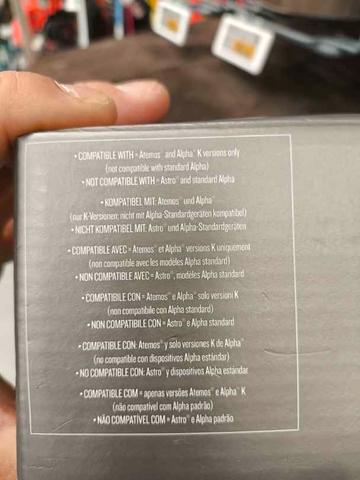 • COMPATIBLE WITH = Atemos™ and Alpha™ K versions only
(not compatible with standard Alpha)
• NOT COMPATIBLE WITH = Astro™ and standard Alpha
• KOMPATIBEL MIT: Atemos™ und Alpha™
(nur K-Versionen: nicht mit Alpha-Standardgeräten kompatibel)
• NICHT KOMPATIBEL MIT: Astro™ und Alpha-Standardgeräten
• COMPATIBLE AVEC = Atemos™ et Alpha™ versions K uniquement
(non compatible avec les modèles Alpha standard)
• NON COMPATIBLE AVEC = Astro™, modèles Alpha standard
• COMPATIBILE CON = Atemos™ e Alpha™ solo versioni K
(non compatibile con Alpha standard)
• NON COMPATIBILE CON = Astro™ e Alpha standard
• COMPATIBLE CON: Atemos™ y solo versiones K de Alpha™
(no compatible con dispositivos Alpha estándar)
• NO COMPATIBLE CON: Astro™ y dispositivos Alpha estándar
• COMPATÍVEL COM = apenas versões Atemos™ e Alpha™ K
(não compatível com Alpha padrão)
• NÃO COMPATÍVEL COM = Astro™ e Alpha padrão